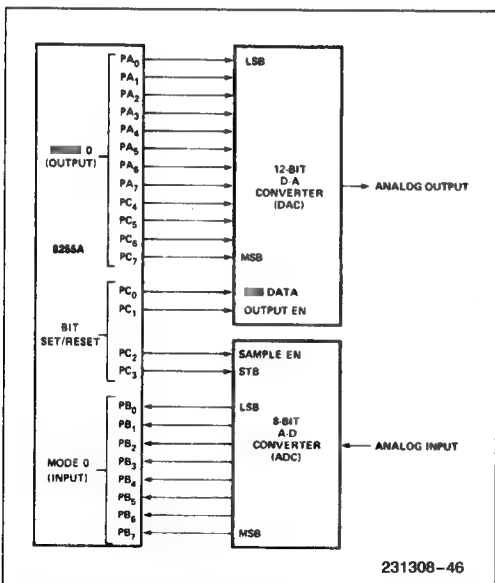 PA0
LSB
PA1
PA2
PA3
PA4
PA5
0
(OUTPUT)
PA6
12-BIT
D-A
CONVERTER
(DAC)
ANALOG OUTPUT
PA7
PC4
PC5
8255A
PC6
PC7
MSB
PC0
DATA
PC1
OUTPUT EN
BIT
SET/RESET
PC2
SAMPLE EN
PC3
STB
PB0
LSB
PB1
PB2
MODE 0
(INPUT)
PB3
8-BIT
A-D
CONVERTER
(ADC)
ANALOG INPUT
PB4
PB5
PB6
PB7
MSB
231308-46